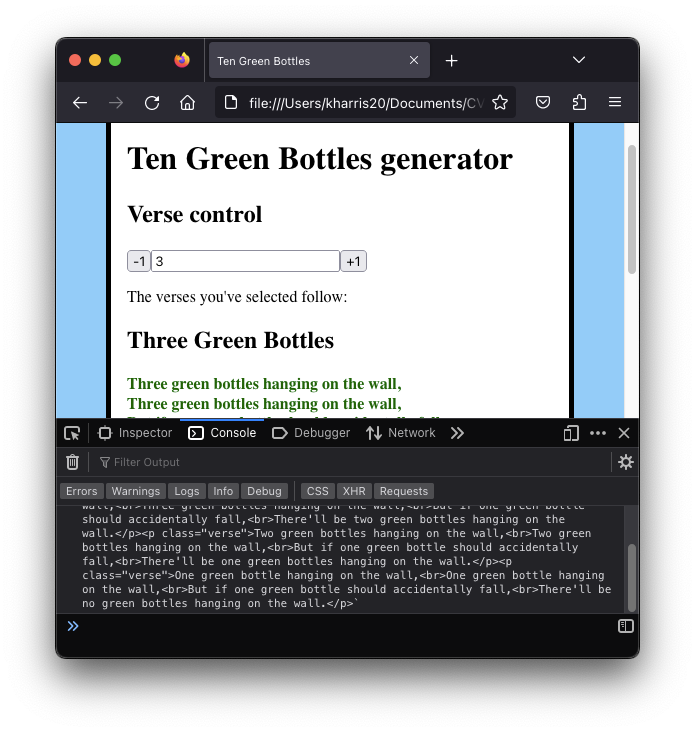 Ten Green Bottles
file:///Users/kharris20/Documents/CV
Ten Green Bottles generator
Verse control
-1 3 +1
The verses you've selected follow:
Three Green Bottles
Three green bottles hanging on the wall,
Three green bottles hanging on the wall,
Inspector Console Debugger Network
Filter Output
Errors Warnings Logs Info Debug CSS XHR Requests
wall,<br>Three green bottles hanging on the wall,<br>But if one green bottle
should accidentally fall,<br>There'll be two green bottles hanging on the
wall.</p><p class="verse">Two green bottles hanging on the wall,<br>Two green
bottles hanging on the wall,<br>But if one green bottle should accidentally
fall,<br>There'll be one green bottles hanging on the wall.</p><p
class="verse">One green bottle hanging on the wall,<br>One green bottle hanging
on the wall,<br>But if one green bottle should accidentally fall,<br>There'll be
no green bottles hanging on the wall.</p>`